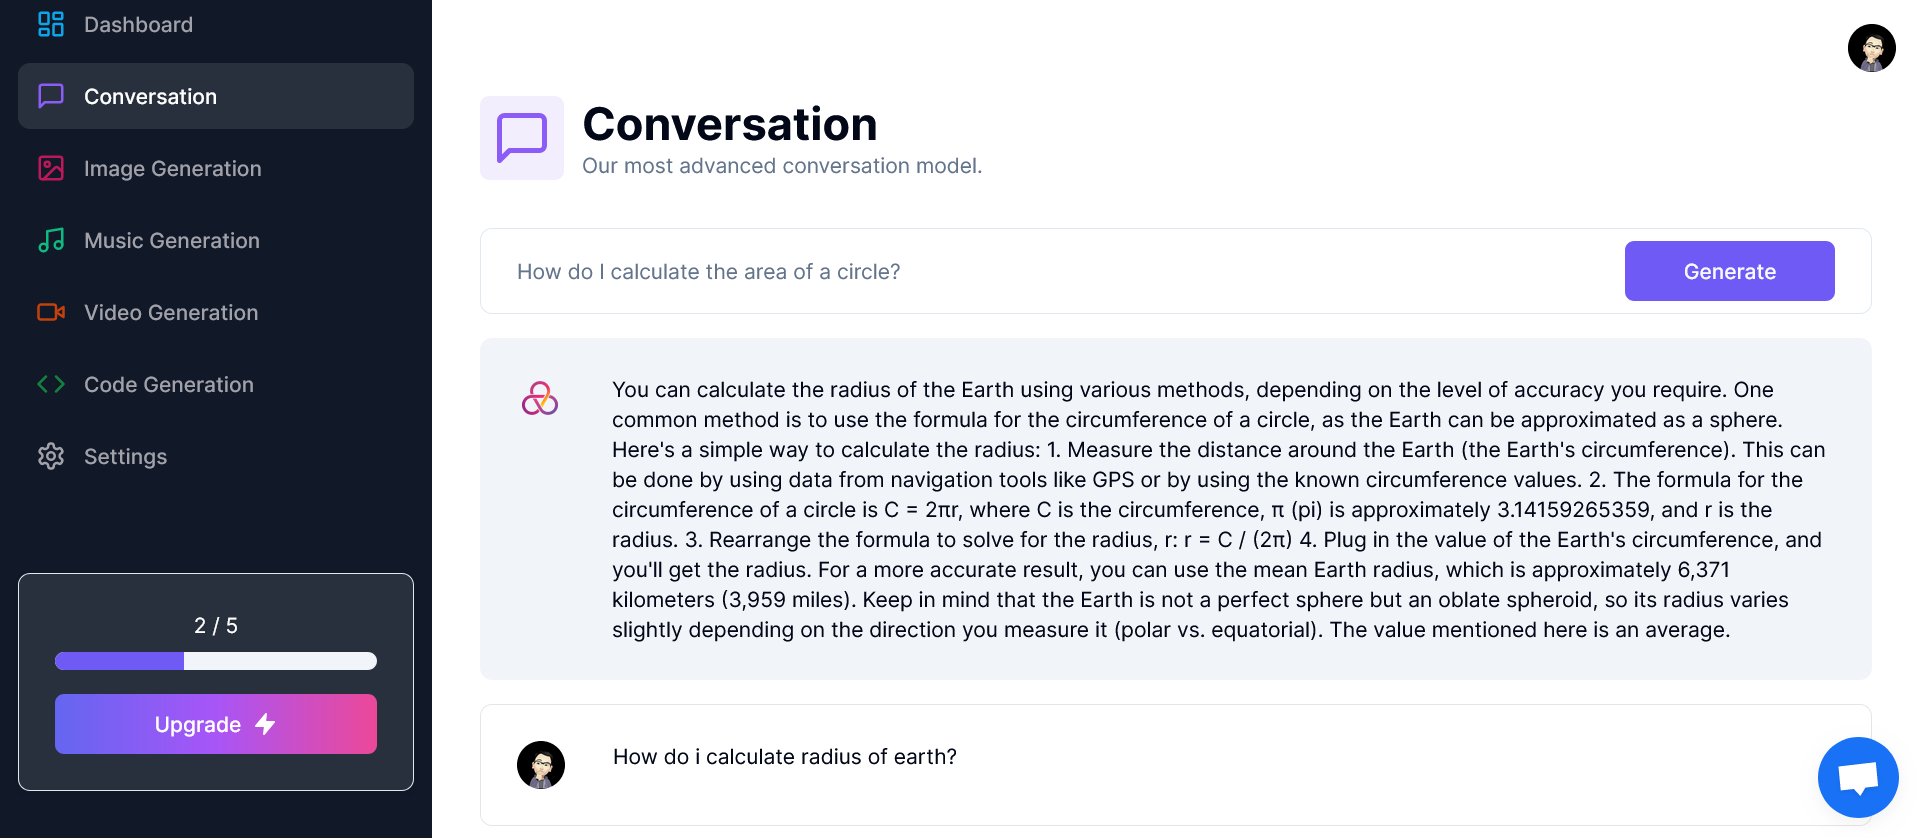 Dashboard
Conversation
Image Generation
Music Generation
Video Generation
Code Generation
Settings
2 / 5
Upgrade
Conversation
Our most advanced conversation model.
How do I calculate the area of a circle?
Generate
You can calculate the radius of the Earth using various methods, depending on the level of accuracy you require. One
common method is to use the formula for the circumference of a circle, as the Earth can be approximated as a sphere.
Here's a simple way to calculate the radius: 1. Measure the distance around the Earth (the Earth's circumference). This can
be done by using data from navigation tools like GPS or by using the known circumference values. 2. The formula for the
circumference of a circle is C = 2πr, where C is the circumference, π (pi) is approximately 3.14159265359, and r is the
radius. 3. Rearrange the formula to solve for the radius, r: r = C / (2π) 4. Plug in the value of the Earth's circumference, and
you'll get the radius. For a more accurate result, you can use the mean Earth radius, which is approximately 6,371
kilometers (3,959 miles). Keep in mind that the Earth is not a perfect sphere but an oblate spheroid, so its radius varies
slightly depending on the direction you measure it (polar vs. equatorial). The value mentioned here is an average.
How do i calculate radius of earth?